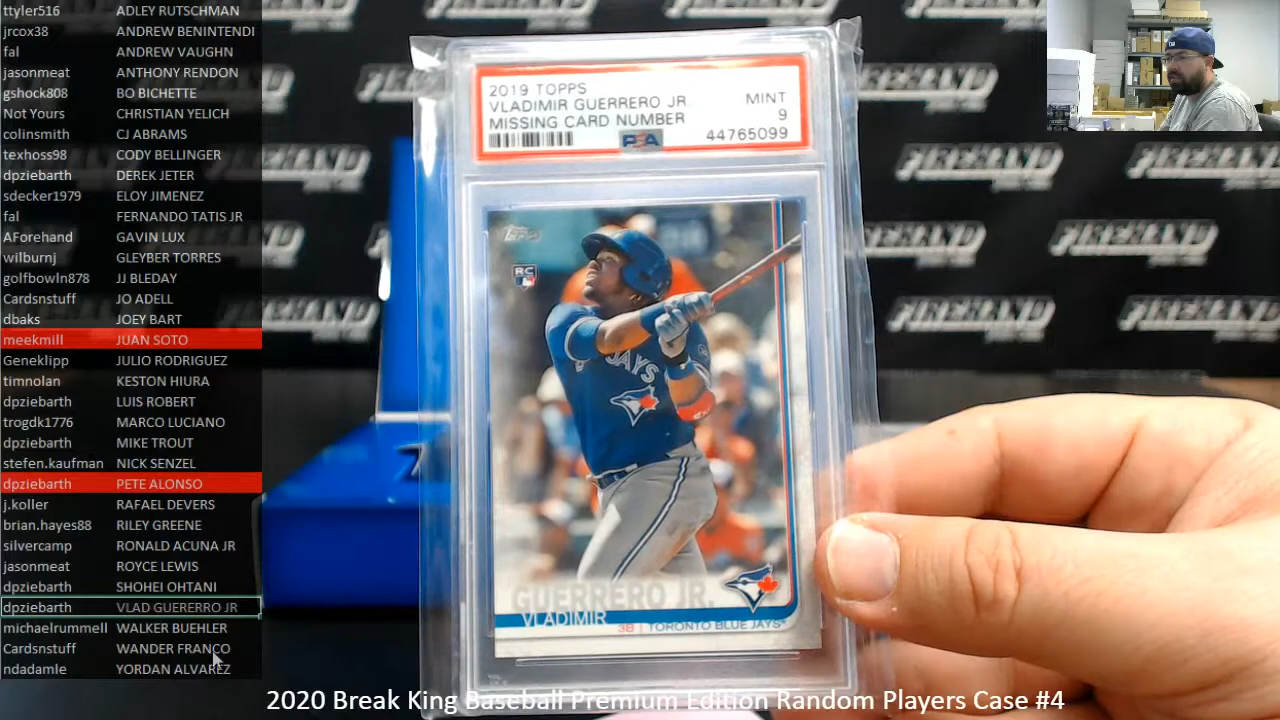 ttyler516 ADLEY RUTSCHMAN
jrcox38 ANDREW BENINTENDI
fal ANDREW VAUGHN
jasonmeat ANTHONY RENDON
gshock808 BO BICHETTE
Not Yours CHRISTIAN YELICH
colinsmith CJ ABRAMS
texhoss98 CODY BELLINGER
dpziebarth DEREK JETER
sdecker1979 ELOY JIMENEZ
fal FERNANDO TATIS JR
AForehand GAVIN LUX
wilburnj GLEYBER TORRES
golfbowln878 JJ BLEDAY
Cardsnstuff JO ADELL
dbaks JOEY BART
meekmill JUAN SOTO
Geneklipp JULIO RODRIGUEZ
timnolan KESTON HIURA
dpziebarth LUIS ROBERT
trogdk1776 MARCO LUCIANO
dpziebarth MIKE TROUT
stefen.kaufman NICK SENZEL
dpziebarth PETE ALONSO
j.koller RAFAEL DEVERS
brian.hayes88 RILEY GREENE
silvercamp RONALD ACUNA JR
jasonmeat ROYCE LEWIS
dpziebarth SHOHEI OHTANI
dpziebarth VLAD GUERERRO JR
michaelrummell WALKER BUEHLER
Cardsnstuff WANDER FRANCO
ndadamle YORDAN ALVAREZ
2019 TOPPS
VLADIMIR GUERRERO JR. MINT
MISSING CARD NUMBER 9
PSA 44765099
Topps
RC
JAYS
GUERRERO JR.
VLADIMIR
3B | TORONTO BLUE JAYS
FIREHAND
FIREHAND
FIREHAND
FIREHAND
FIREHAND
2020 Break King Baseball Premium Edition Random Players Case #4